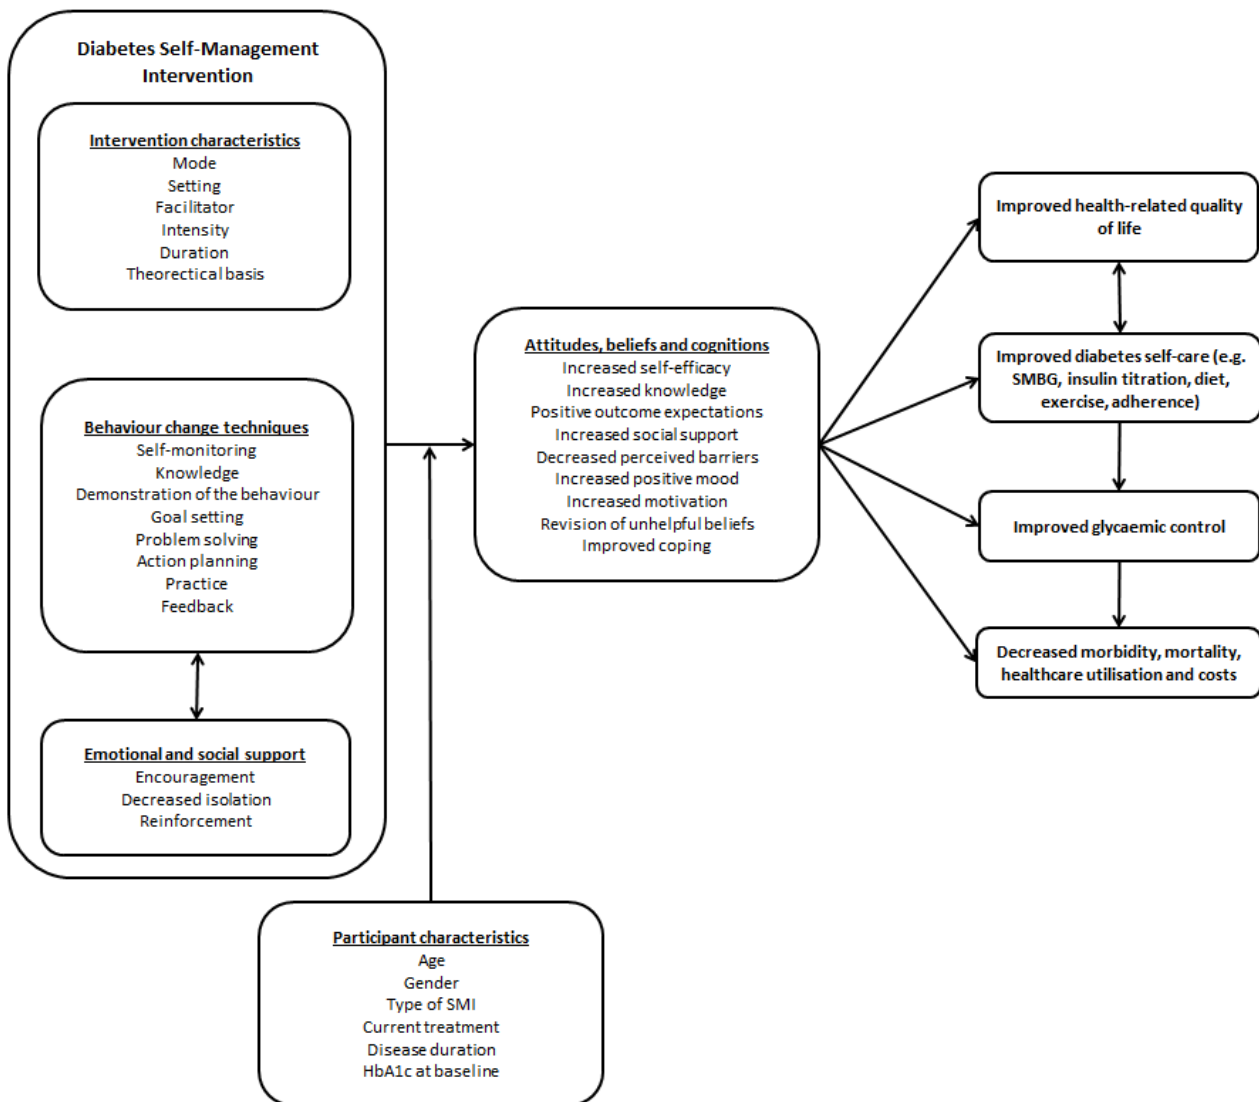 Diabetes Self-Management
Intervention
Intervention characteristics
Mode
Setting
Facilitator
Intensity
Duration
Theorectical basis
Behaviour change techniques
Self-monitoring
Knowledge
Demonstration of the behaviour
Goal setting
Problem solving
Action planning
Practice
Feedback
Emotional and social support
Encouragement
Decreased isolation
Reinforcement
Participant characteristics
Age
Gender
Type of SMI
Current treatment
Disease duration
HbA1c at baseline
Attitudes, beliefs and cognitions
Increased self-efficacy
Increased knowledge
Positive outcome expectations
Increased social support
Decreased perceived barriers
Increased positive mood
Increased motivation
Revision of unhelpful beliefs
Improved coping
Improved health-related quality
of life
Improved diabetes self-care (e.g.
SMBG, insulin titration, diet,
exercise, adherence)
Improved glycaemic control
Decreased morbidity, mortality,
healthcare utilisation and costs